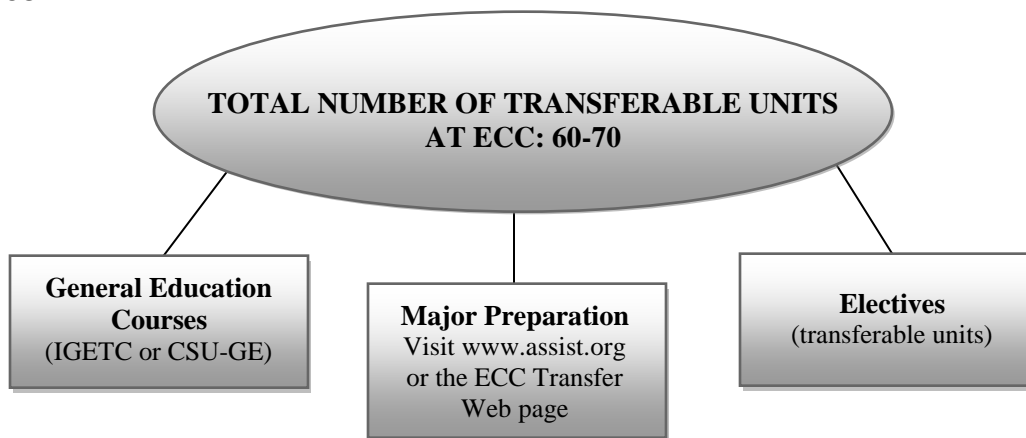 TOTAL NUMBER OF TRANSFERABLE UNITS
AT ECC: 60-70
General Education
Courses
(IGETC or CSU-GE)
Major Preparation
Visit www.assist.org
or the ECC Transfer
Web page
Electives
(transferable units)